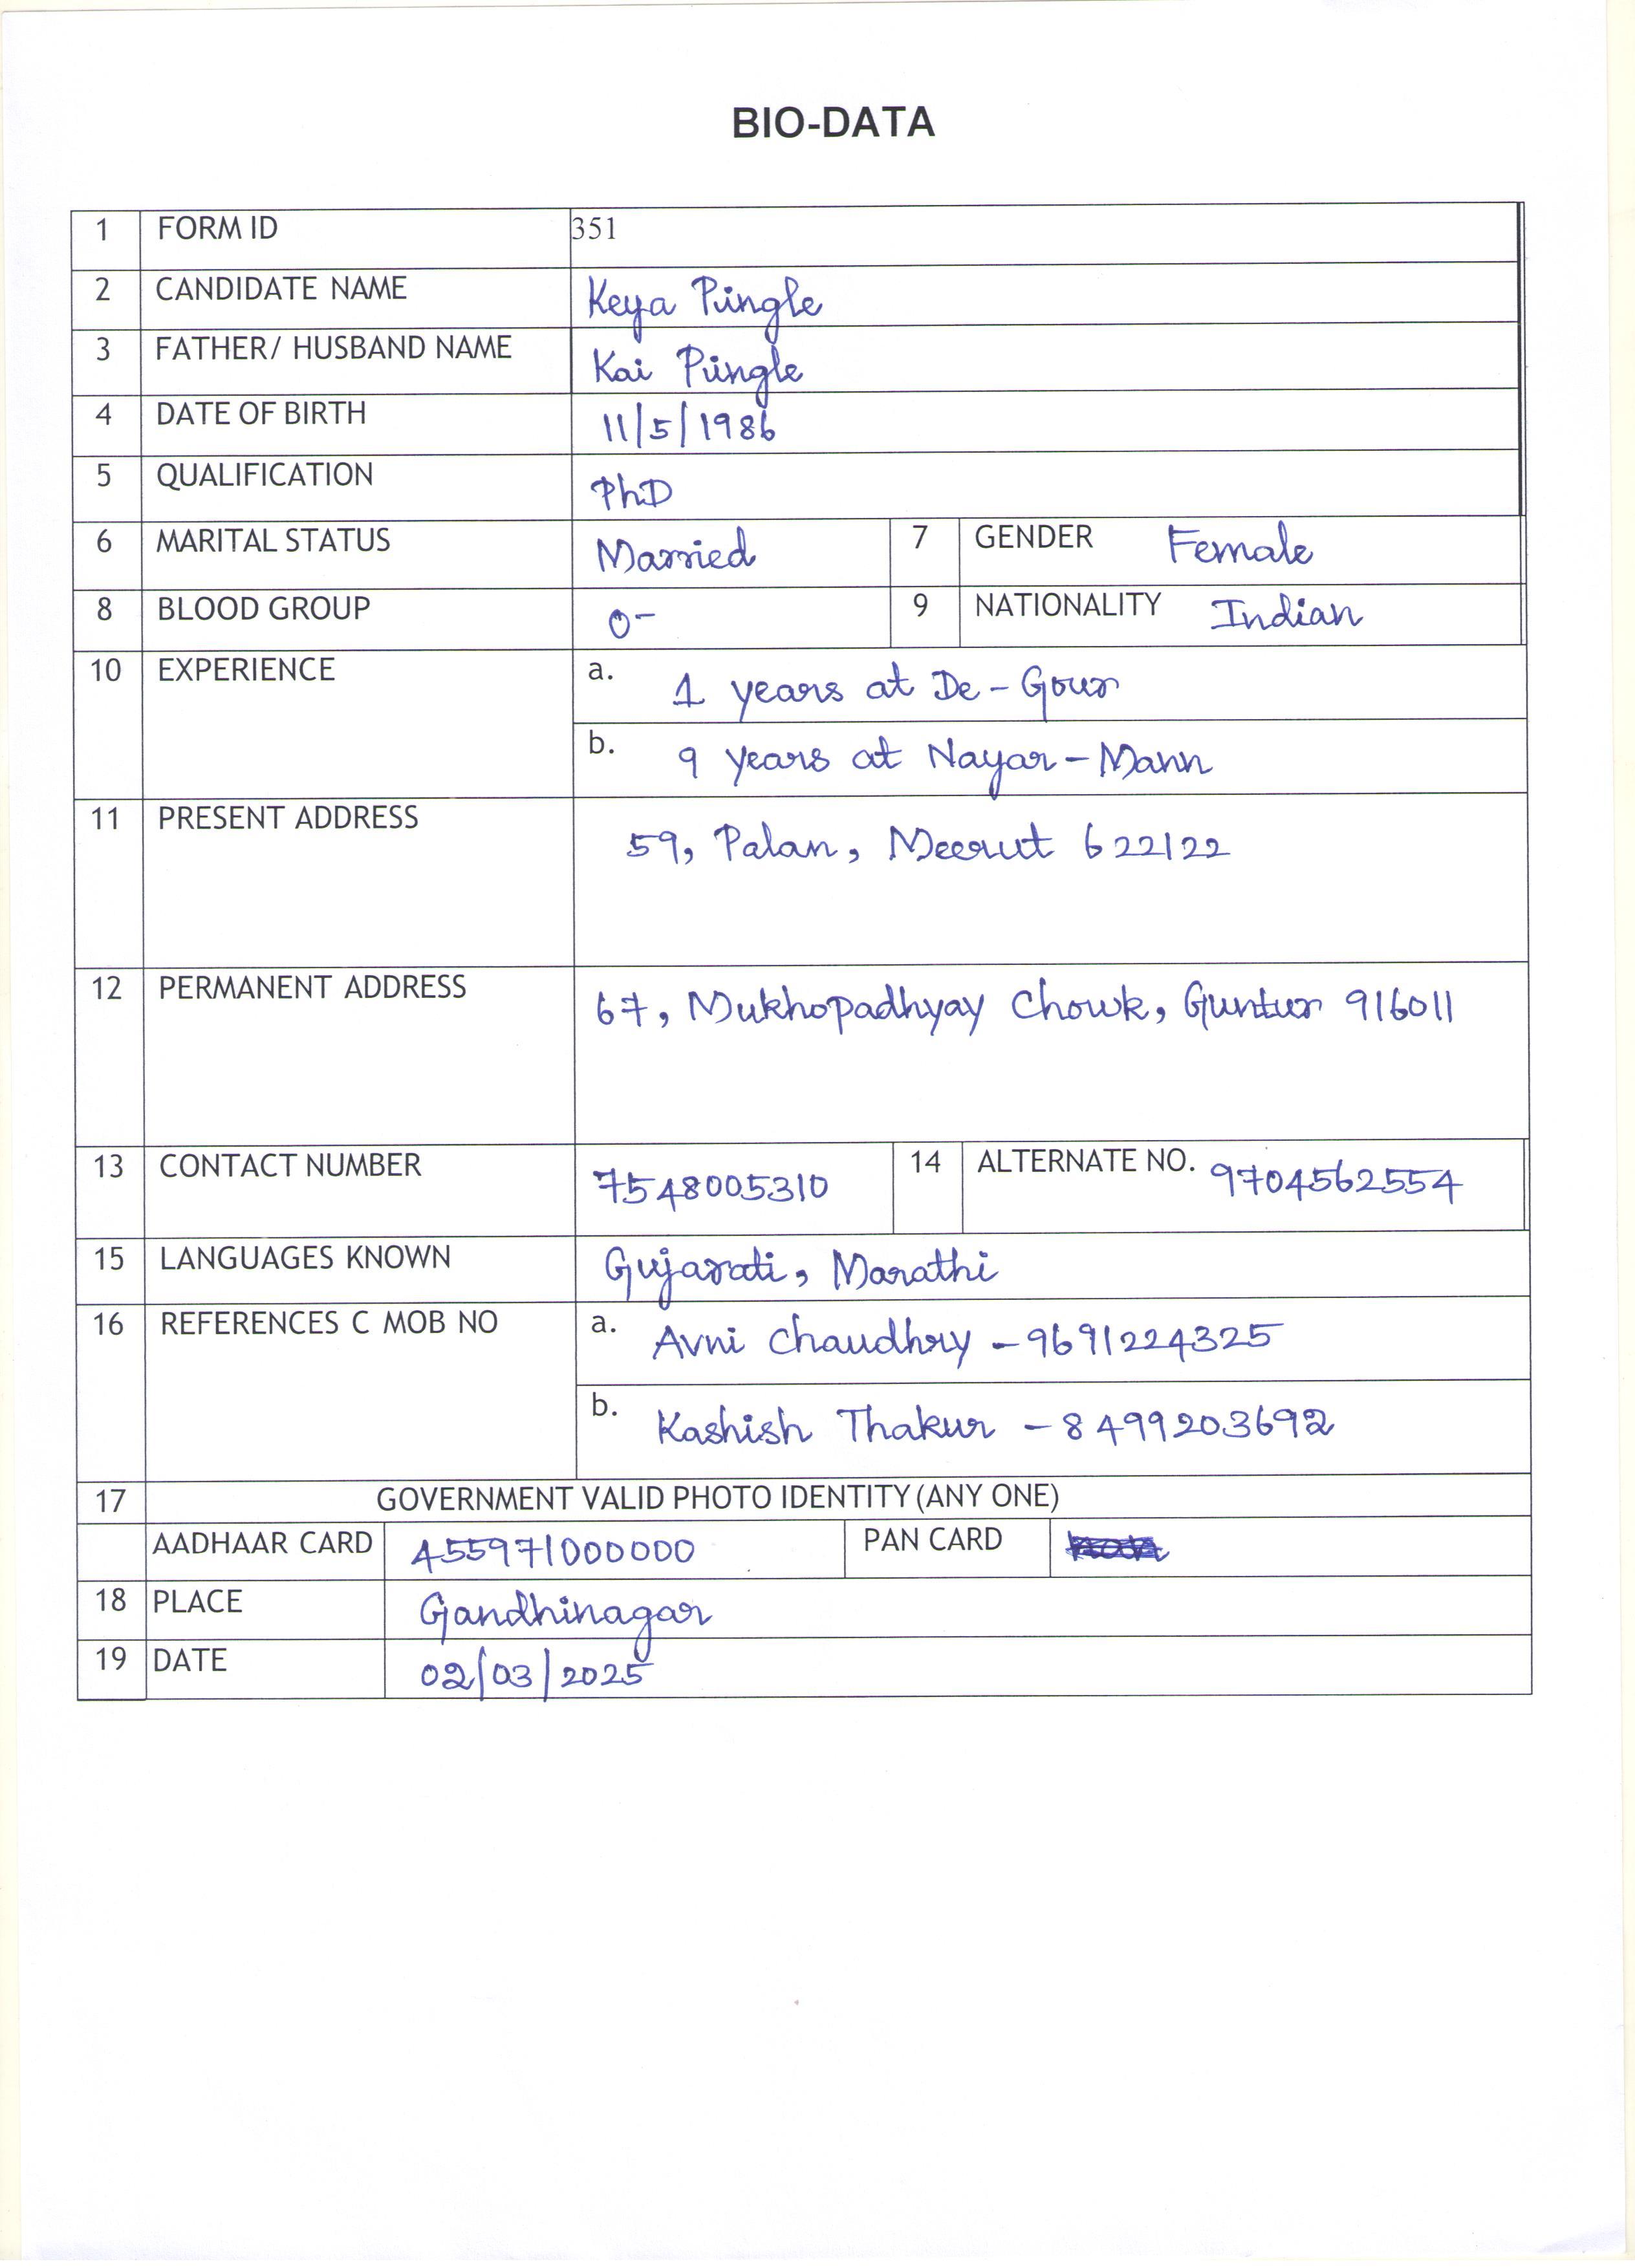 BIO-DATA
1 FORM ID 351
2 CANDIDATE NAME Keya Pingle
3 FATHER/ HUSBAND NAME Kai Pingle
4 DATE OF BIRTH 11/5/1986
5 QUALIFICATION PhD
6 MARITAL STATUS Married 7 GENDER Female
8 BLOOD GROUP O- 9 NATIONALITY Indian
10 EXPERIENCE a. 1 years at De-Gour
b. 9 years at Nayar-Mann
11 PRESENT ADDRESS 59, Palan, Meerut 622122
12 PERMANENT ADDRESS 67, Mukhopadhyay Chowk, Guntur 916011
13 CONTACT NUMBER 7548005310 14 ALTERNATE NO. 9704562554
15 LANGUAGES KNOWN Gujarati, Marathi
16 REFERENCES C MOB NO a. Avni Chaudhry - 9691224325
b. Kashish Thakur - 8499203692
17 GOVERNMENT VALID PHOTO IDENTITY (ANY ONE)
AADHAAR CARD 455971000000 PAN CARD
18 PLACE Gandhinagar
19 DATE 02/03/2025